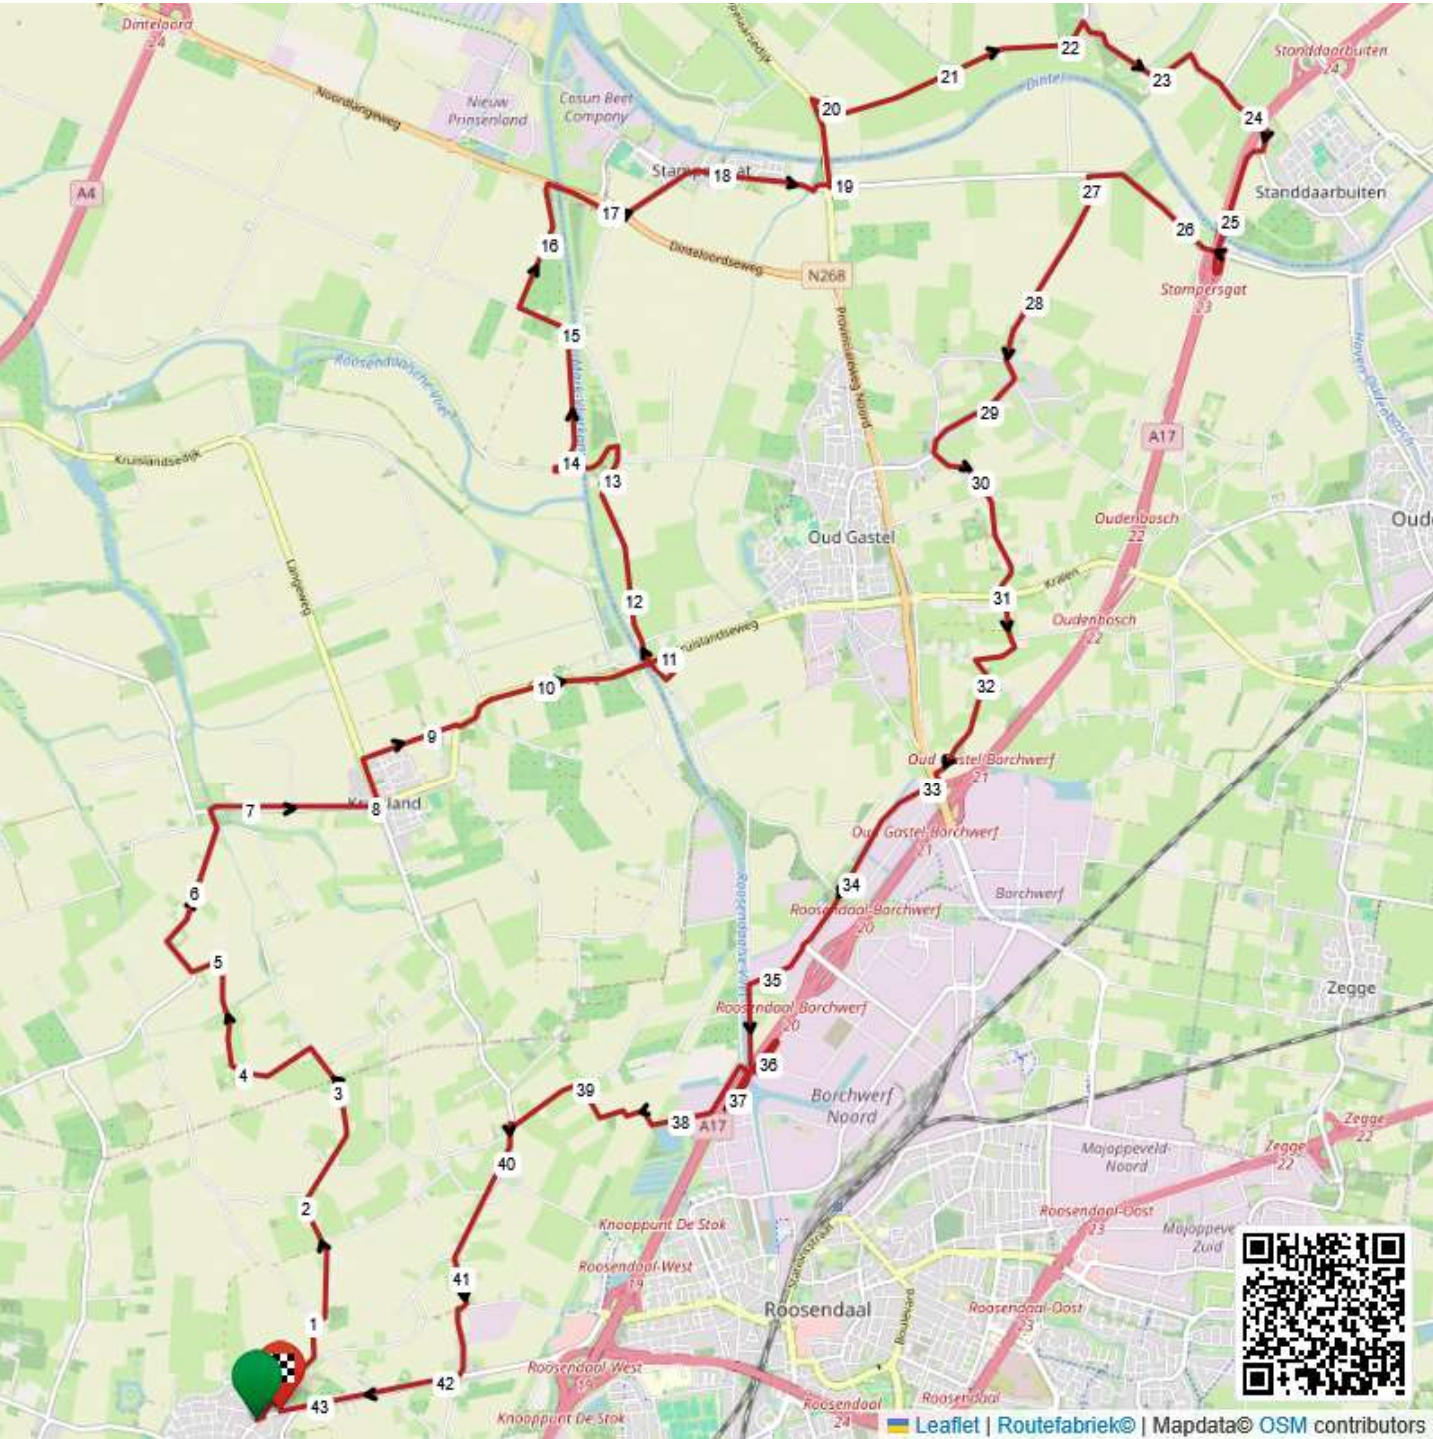 Dinteloord
24
Noordlangeweg
Nieuw
Prinsenland
Cosun Beet
Company
22
Standdaarbuiten
24
21
23
20
Dintel
24
A4
18
19
27
Standdaarbuiten
17
25
26
16
Dinteloordseweg
N268
Stampersgat
23
28
15
Provincialeweg Noord
Roosendaalsche Vliet
29
A17
Kruislandsedijk
14
13
30
Oudenbosch
22
Oud Gastel
Langeweg
12
31
Kralen
Oudenbosch
22
11
10
32
9
Oud Gastel-Borchwerf
21
33
7
8
Oud Gastel-Borchwerf
21
6
34
Borchwerf
Roosendaal-Borchwerf
20
5
35
Zegge
Roosendaal-Borchwerf
20
4
36
3
39
37
Borchwerf
Noord
38
A17
Zegge
22
Majoppeveld-
Noord
Zegge
22
40
2
Knooppunt De Stok
Roosendaal-Oost
23
Majoppeve
Zuid
Roosendaal-West
19
41
1
Roosendaal
Roosendaal-Oost
23
42
Roosendaal-West
19
43
Knooppunt De Stok
Roosendaal
24
Roosendaal
Leaflet | Routefabriek© | Mapdata© OSM contributors